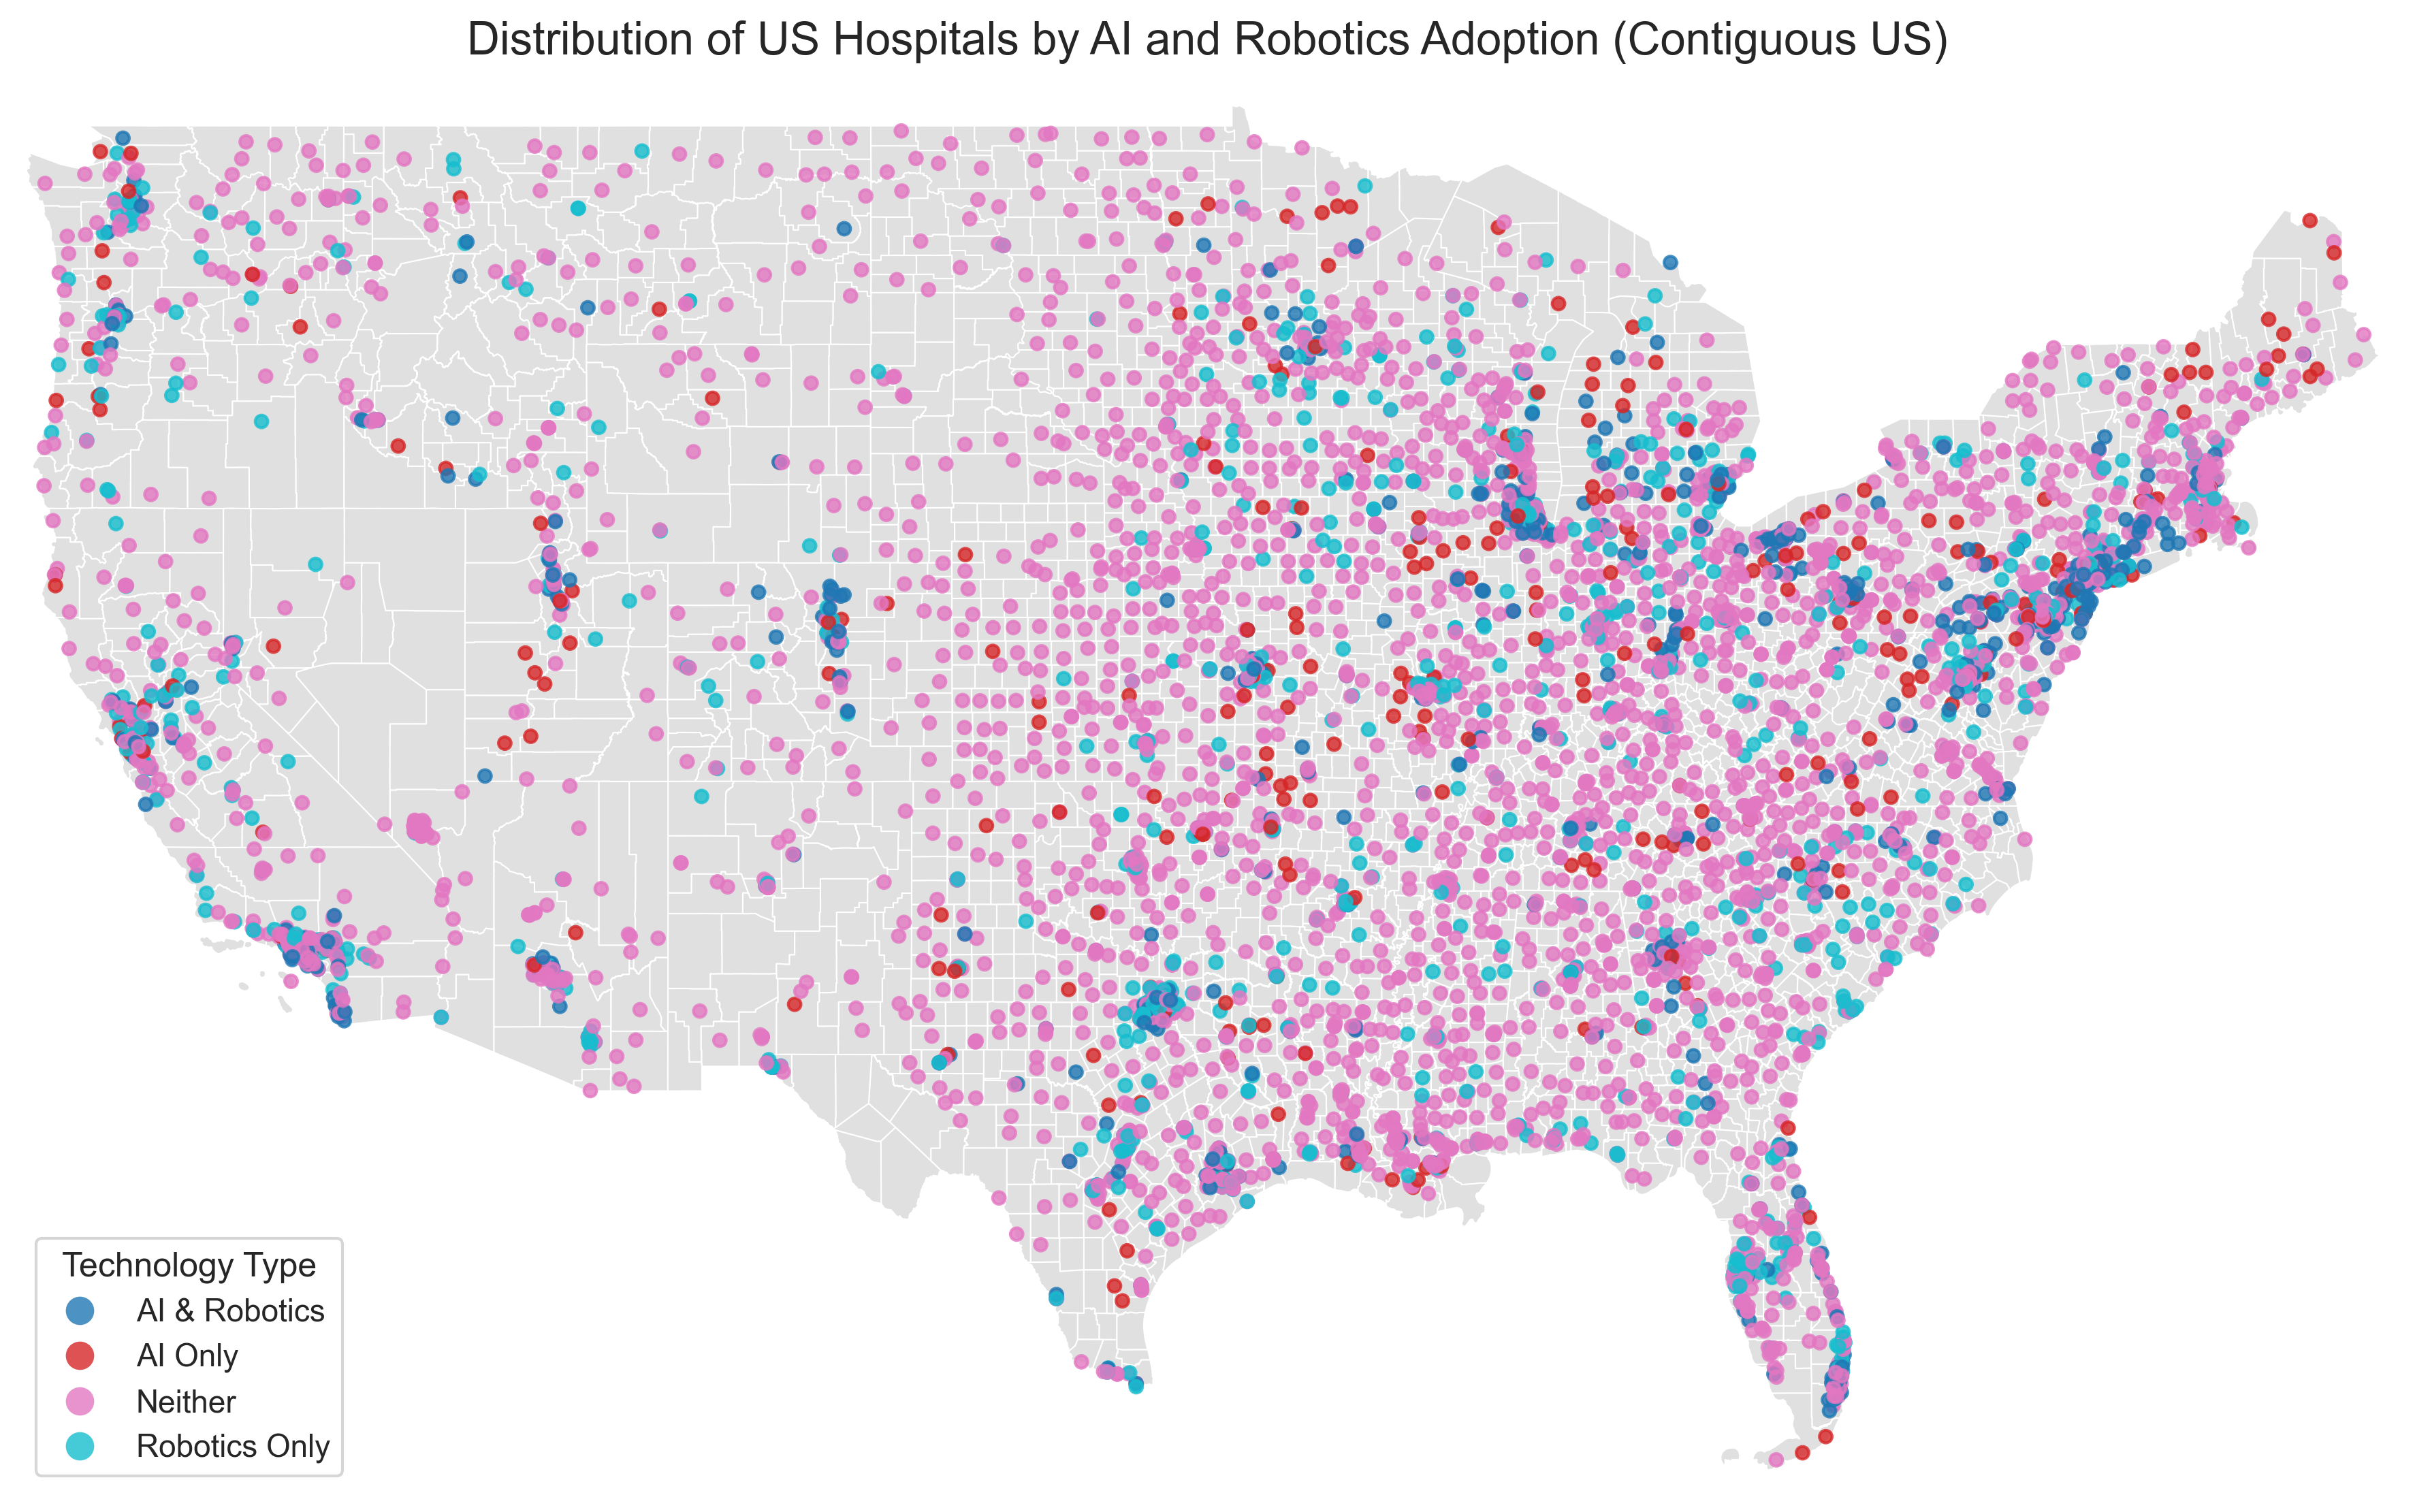 Distribution of US Hospitals by AI and Robotics Adoption (Contiguous US)
Technology Type
AI & Robotics
AI Only
Neither
Robotics Only